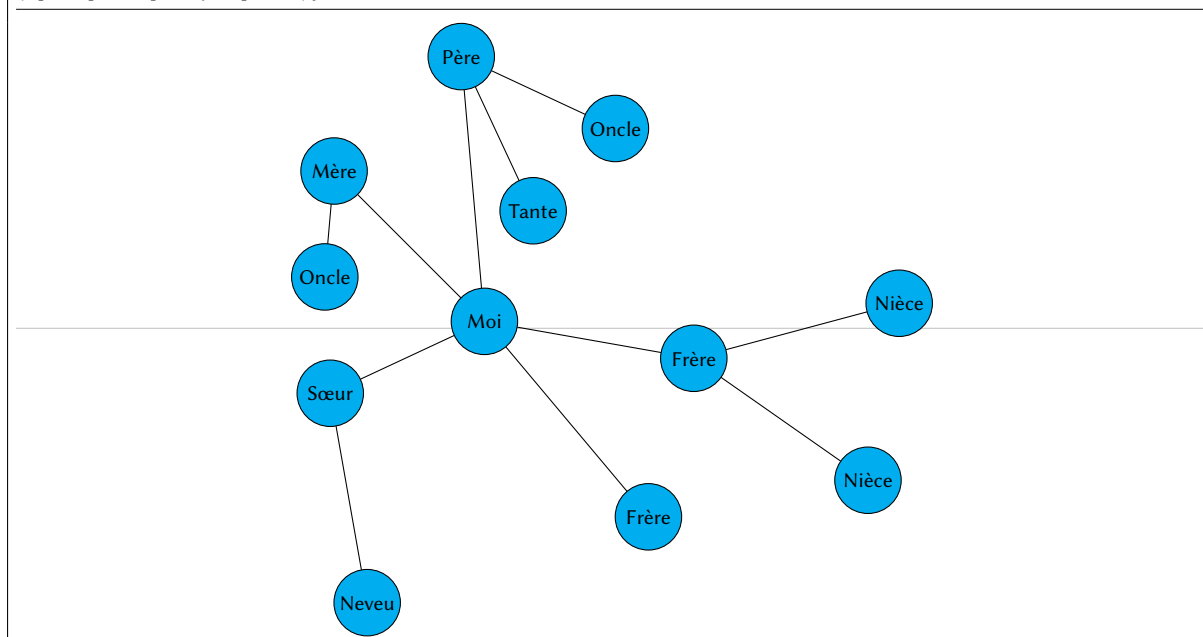 Père
Oncle
Mère
Tante
Oncle
Nièce
Moi
Frère
Sœur
Nièce
Frère
Neveu